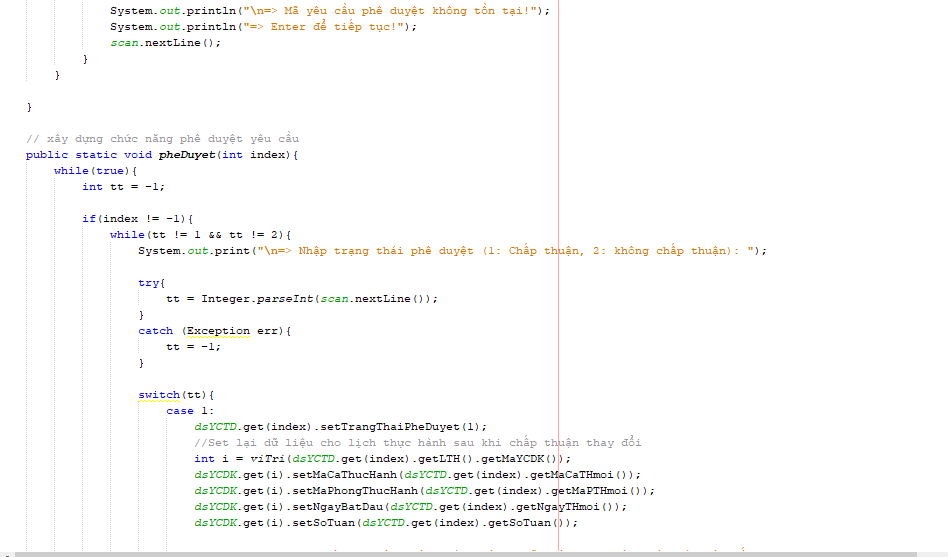 System.out.println("\n=> Mã yêu cầu phê duyệt không tồn tại!");
System.out.println("=> Enter để tiếp tục!");
scan.nextLine();
}
}
}
// xây dựng chức năng phê duyệt yêu cầu
public static void pheDuyet(int index){
while(true){
int tt = -1;
if(index != -1){
while(tt != 1 && tt != 2){
System.out.print("\n=> Nhập trạng thái phê duyệt (1: Chấp thuận, 2: không chấp thuận): ");
try{
tt = Integer.parseInt(scan.nextLine());
}
catch (Exception err){
tt = -1;
}
switch(tt){
case 1:
dsYCTD.get(index).setTrangThaiPheDuyet(1);
//Set lại dữ liệu cho lịch thực hành sau khi chấp thuận thay đổi
int i = viTri(dsYCTD.get(index).getLTH().getMaYCDK());
dsYCDK.get(i).setMaCaThucHanh(dsYCTD.get(index).getMaCaTHmoi());
dsYCDK.get(i).setMaPhongThucHanh(dsYCTD.get(index).getMaPTHmoi());
dsYCDK.get(i).setNgayBatDau(dsYCTD.get(index).getNgayTHmoi());
dsYCDK.get(i).setSoTuan(dsYCTD.get(index).getSoTuan());